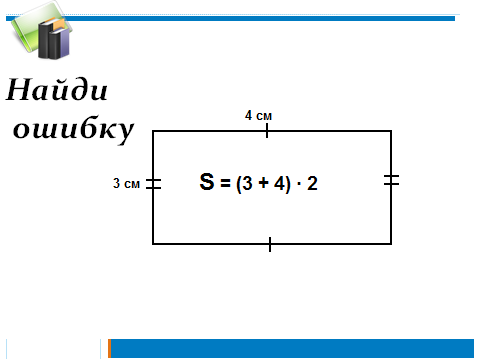 Найди
ошибку
4 см
3 см
S = (3 + 4) · 2